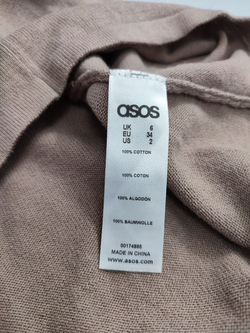 asos
UK 6
EU 34
US 2
100% COTTON
100% COTON
100% ALGODÓN
100% BAUMWOLLE
00174885
MADE IN CHINA
www.asos.com